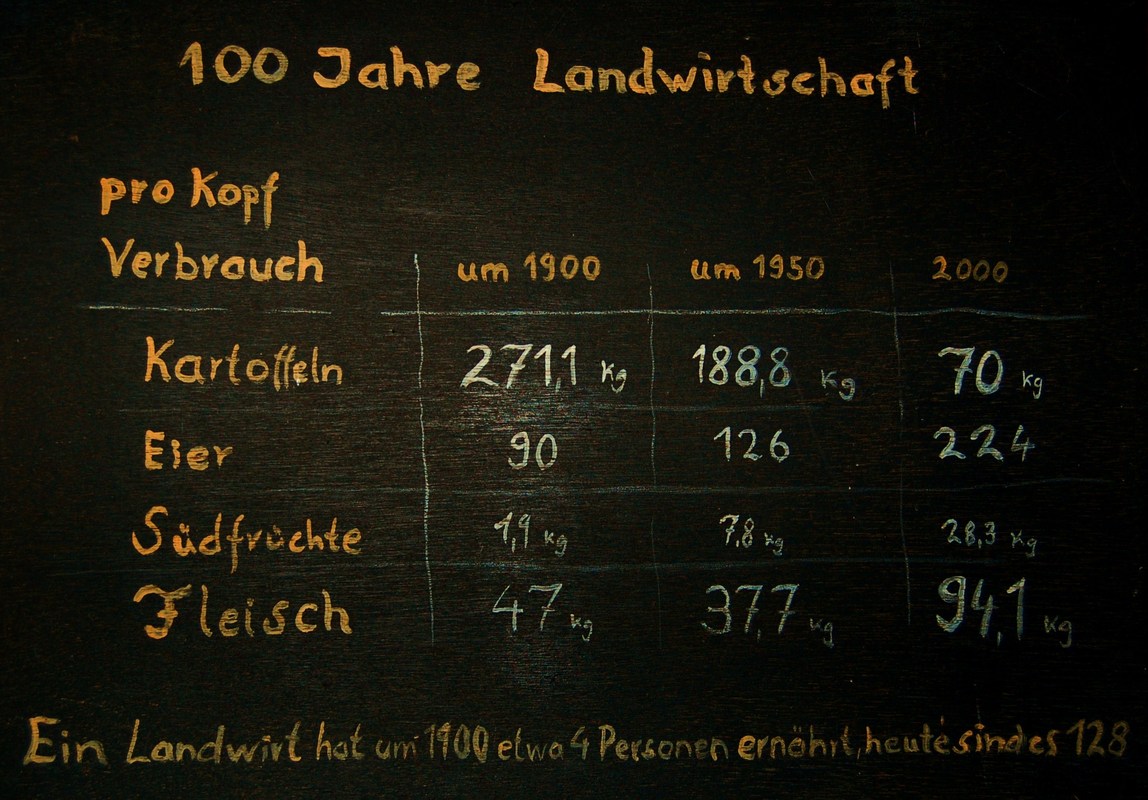 100 Jahre Landwirtschaft
pro Kopf
Verbrauch um 1900 um 1950 2000
Kartoffeln 271,1 kg 188,8 kg 70 kg
Eier 90 126 224
Südfrüchte 1,9 kg 7,8 kg 28,3 kg
Fleisch 47 kg 37,7 kg 94,1 kg
Ein Landwirt hat um 1900 etwa 4 Personen ernährt, heute sind es 128